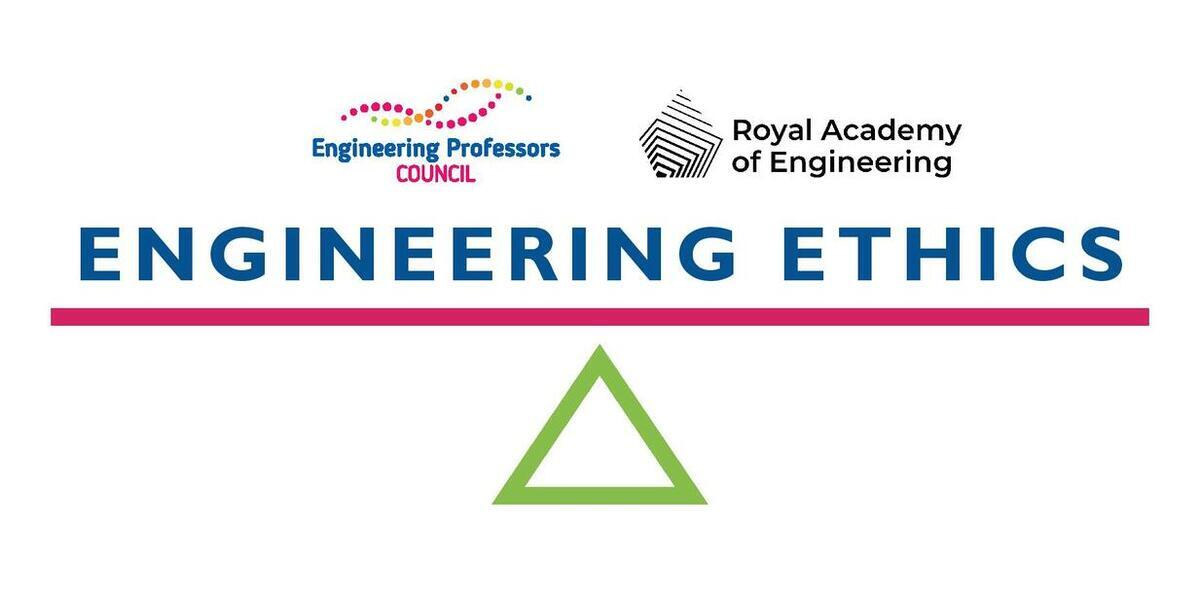 Engineering Professors
COUNCIL
Royal Academy
of Engineering
ENGINEERING ETHICS